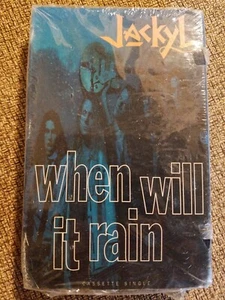 Jackyl
when will
it rain
CASSETTE SINGLE